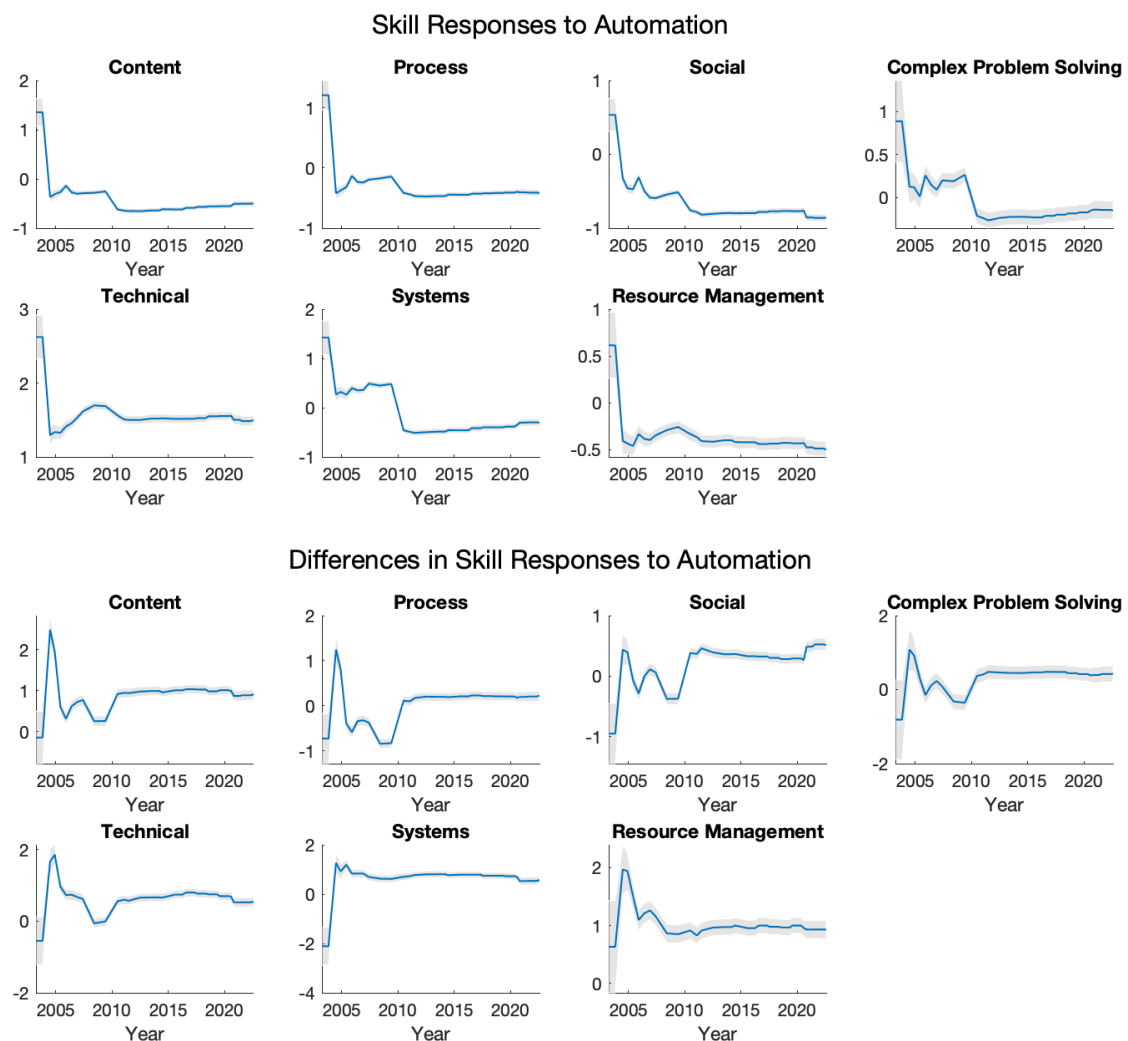 Skill Responses to Automation
Content Process Social Complex Problem Solving
2 1 0 -1 2005 2010 2015 2020 Year
1 0 -1 2005 2010 2015 2020 Year
1 0 -1 2005 2010 2015 2020 Year
1 0.5 0 2005 2010 2015 2020 Year
Technical Systems Resource Management
3 2 1 2005 2010 2015 2020 Year
2 1 0 -1 2005 2010 2015 2020 Year
1 0.5 0 -0.5 2005 2010 2015 2020 Year
Differences in Skill Responses to Automation
Content Process Social Complex Problem Solving
2 1 0 2005 2010 2015 2020 Year
2 1 0 -1 2005 2010 2015 2020 Year
1 0 -1 2005 2010 2015 2020 Year
2 0 -2 2005 2010 2015 2020 Year
Technical Systems Resource Management
2 0 -2 2005 2010 2015 2020 Year
2 0 -2 -4 2005 2010 2015 2020 Year
2 1 0 2005 2010 2015 2020 Year